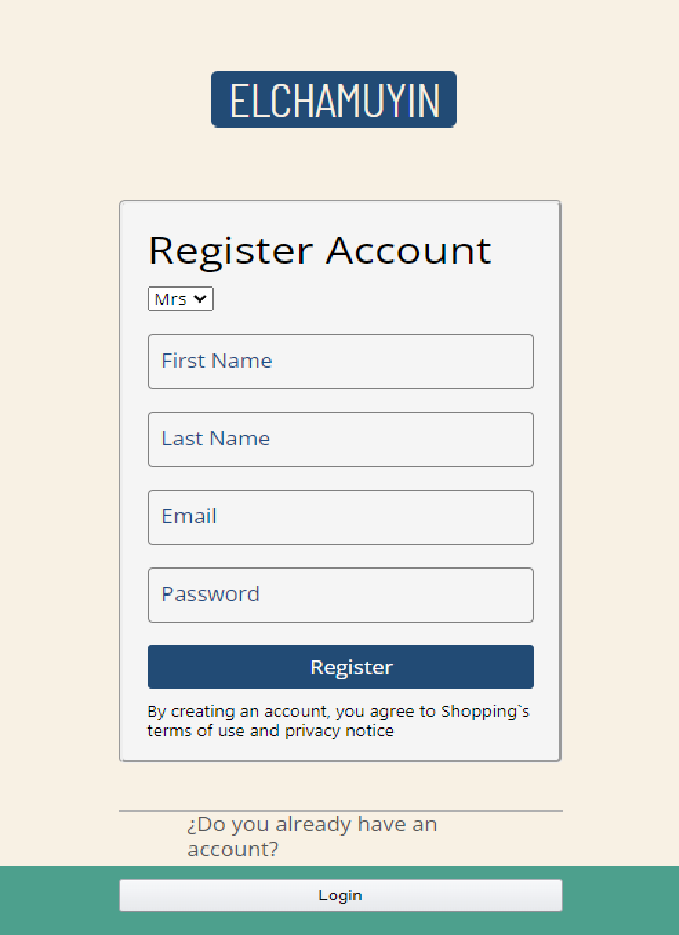 ELCHAMUYIN
Register Account
Mrs
First Name
Last Name
Email
Password
Register
By creating an account, you agree to Shopping`s
terms of use and privacy notice
¿Do you already have an
account?
Login